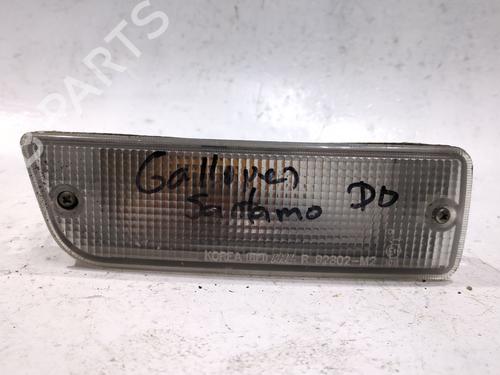 PARTS
Galloper
Santamo DD
KOREA
R 92802-M2